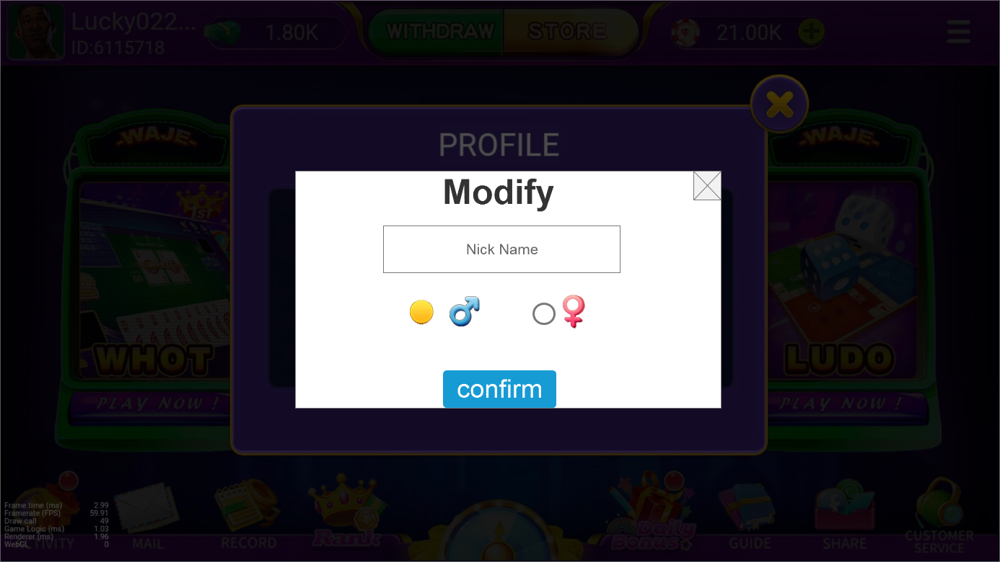 Lucky022...
ID:6115718
1.80K
WITHDRAW
STORE
21.00K
-WAJE-
-WAJE-
PROFILE
Modify
Nick Name
1ST
WHOT
LUDO
confirm
PLAY NOW !
PLAY NOW !
Frame time (ms) 2.99
Framerate (FPS) 59.91
Draw call 49
Game Logic (ms) 1.03
Renderer (ms) 1.96
WebGL 0
MAIL
RECORD
Rank
Daily
Bonus
GUIDE
SHARE
CUSTOMER
SERVICE